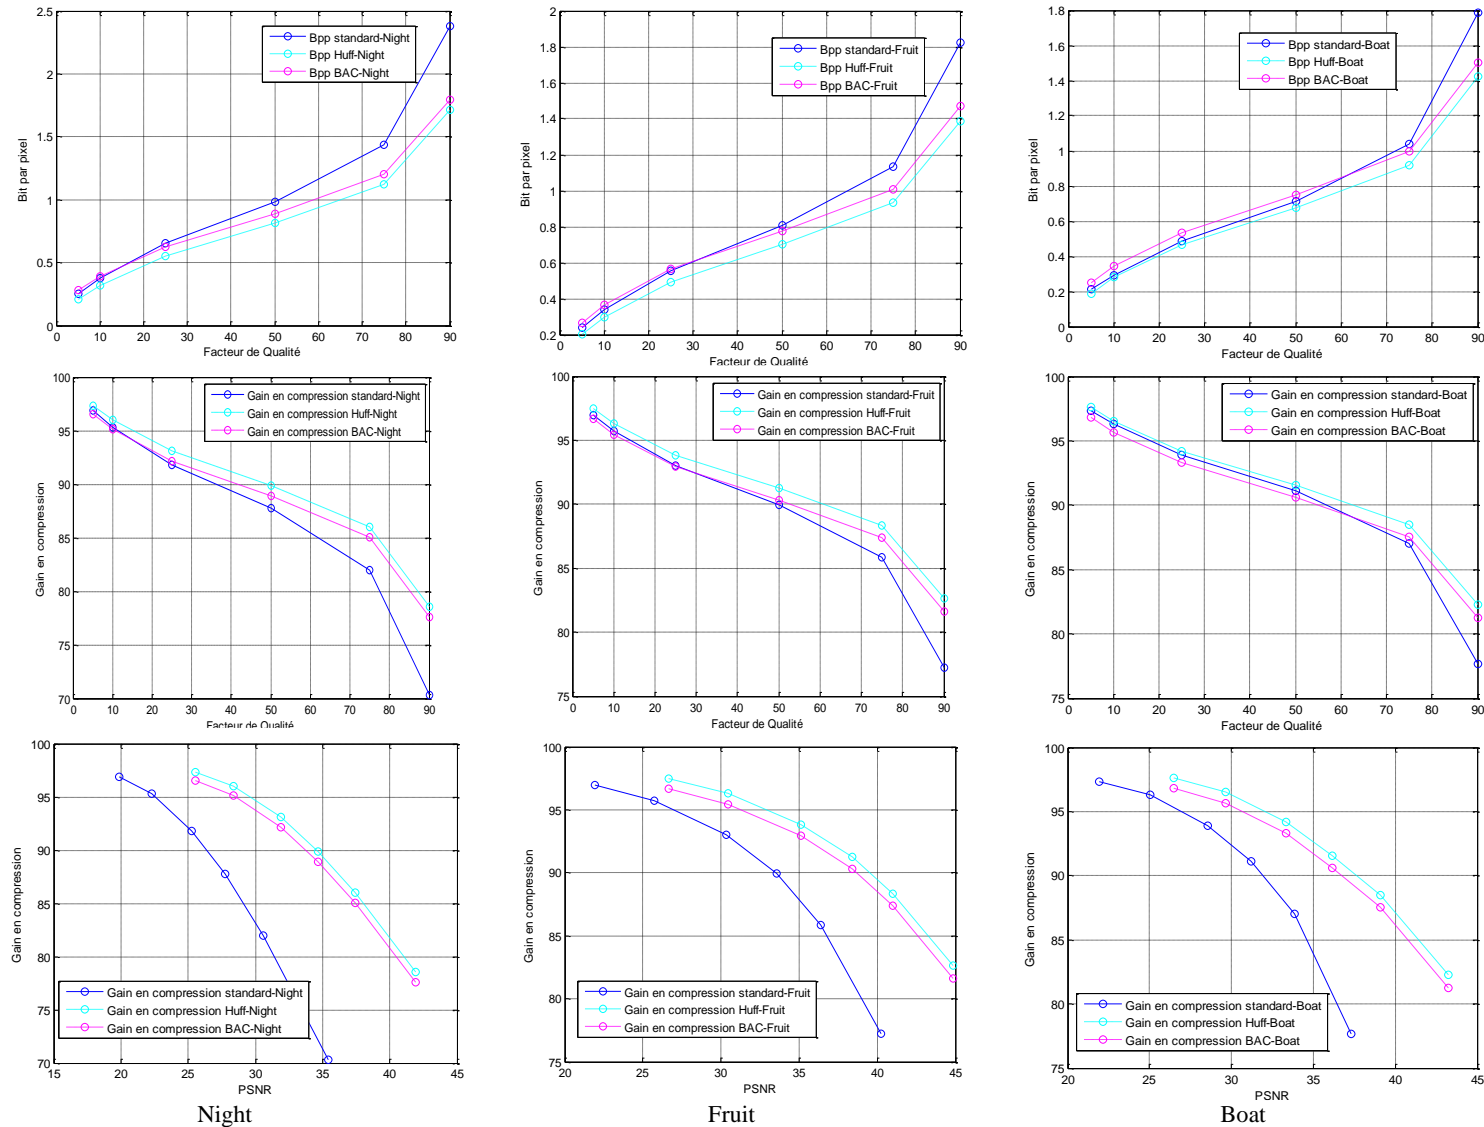 2.5
2
1.5
1
0.5
0
Bit par pixel
Bpp standard-Night
Bpp Huff-Night
Bpp BAC-Night
0 10 20 30 40 50 60 70 80 90
Facteur de Qualité
2
1.8
1.6
1.4
1.2
1
0.8
0.6
0.4
0.2
Bit par pixel
Bpp standard-Fruit
Bpp Huff-Fruit
Bpp BAC-Fruit
0 10 20 30 40 50 60 70 80 90
Facteur de Qualité
1.8
1.6
1.4
1.2
1
0.8
0.6
0.4
0.2
0
Bit par pixel
Bpp standard-Boat
Bpp Huff-Boat
Bpp BAC-Boat
0 10 20 30 40 50 60 70 80 90
Facteur de Qualité
100
95
90
85
80
75
70
Gain en compression
Gain en compression standard-Night
Gain en compression Huff-Night
Gain en compression BAC-Night
0 10 20 30 40 50 60 70 80 90
Facteur de Qualité
100
95
90
85
80
75
Gain en compression
Gain en compression standard-Fruit
Gain en compression Huff-Fruit
Gain en compression BAC-Fruit
0 10 20 30 40 50 60 70 80 90
Facteur de Qualité
100
95
90
85
80
75
Gain en compression
Gain en compression standard-Boat
Gain en compression Huff-Boat
Gain en compression BAC-Boat
0 10 20 30 40 50 60 70 80 90
Facteur de Qualité
100
95
90
85
80
75
70
Gain en compression
Gain en compression standard-Night
Gain en compression Huff-Night
Gain en compression BAC-Night
15 20 25 30 35 40 45
PSNR
Night
100
95
90
85
80
75
Gain en compression
Gain en compression standard-Fruit
Gain en compression Huff-Fruit
Gain en compression BAC-Fruit
20 25 30 35 40 45
PSNR
Fruit
100
95
90
85
80
75
Gain en compression
Gain en compression standard-Boat
Gain en compression Huff-Boat
Gain en compression BAC-Boat
20 25 30 35 40 45
PSNR
Boat